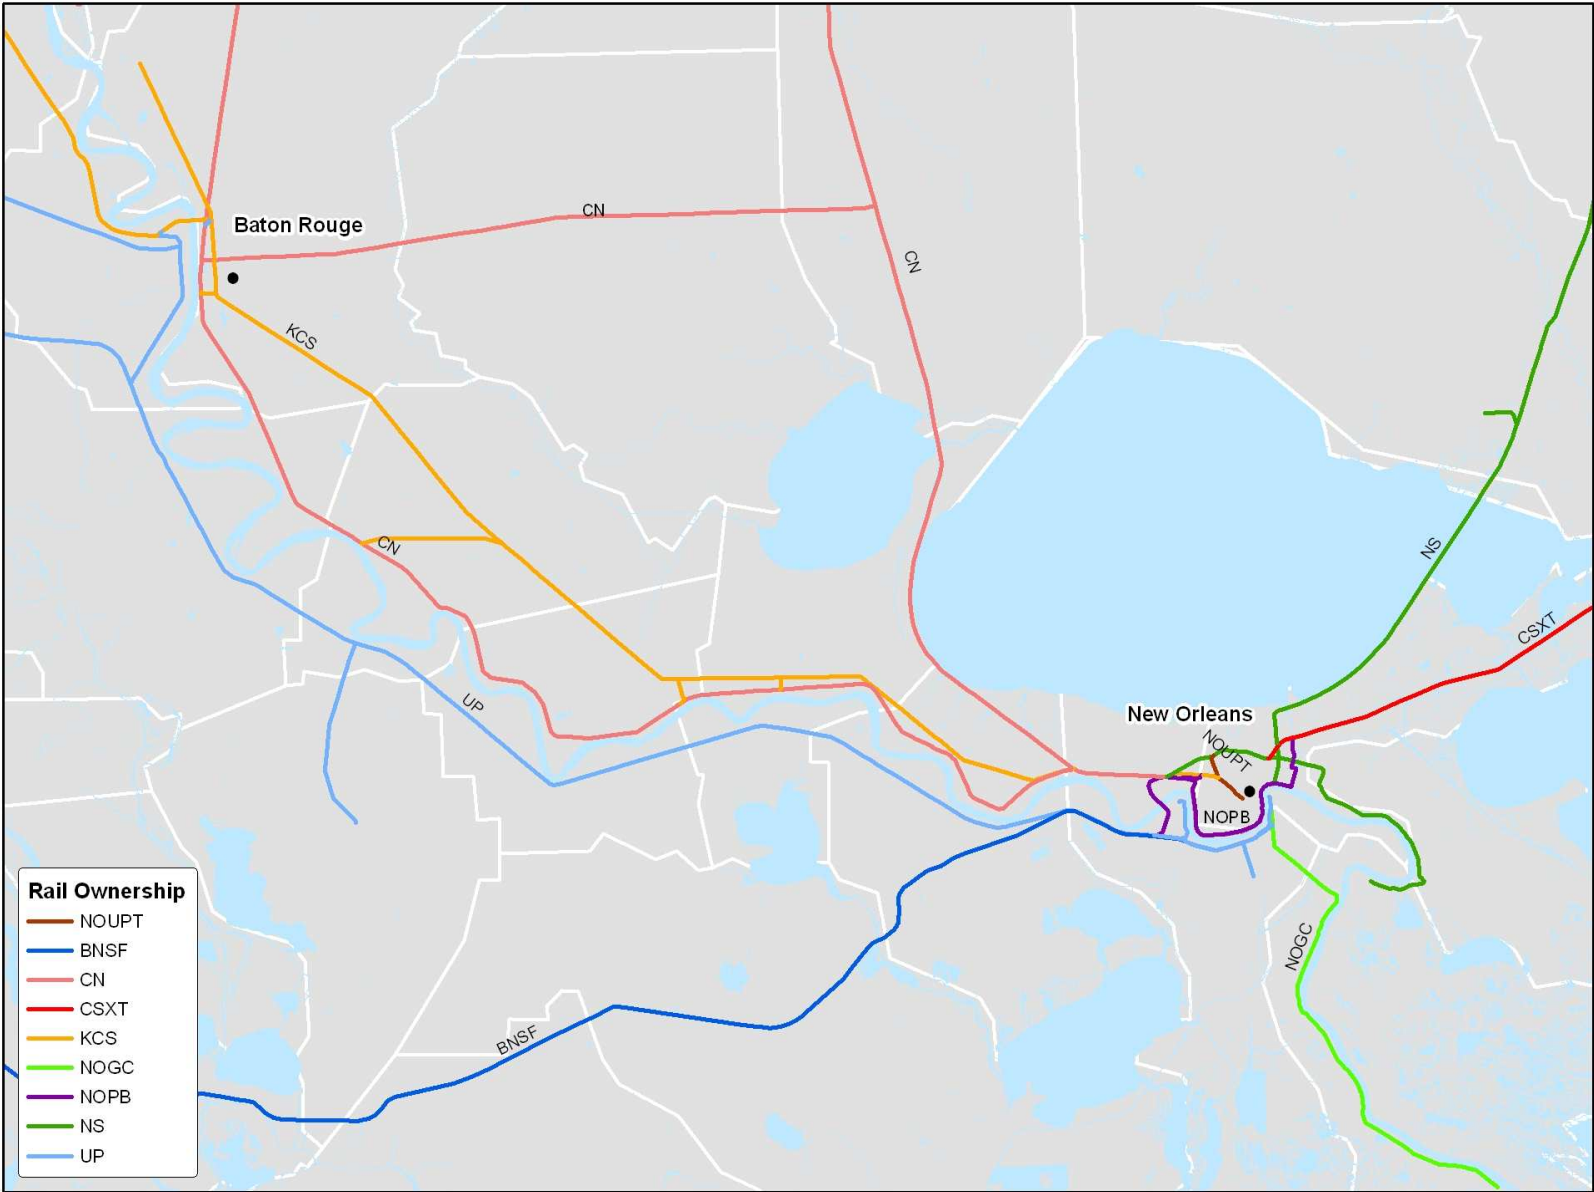 Baton Rouge
CN
CN
KCS
CN
NS
UP
CSXT
New Orleans
NOUPT
NOPB
NOGC
BNSF
Rail Ownership
NOUPT
BNSF
CN
CSXT
KCS
NOGC
NOPB
NS
UP